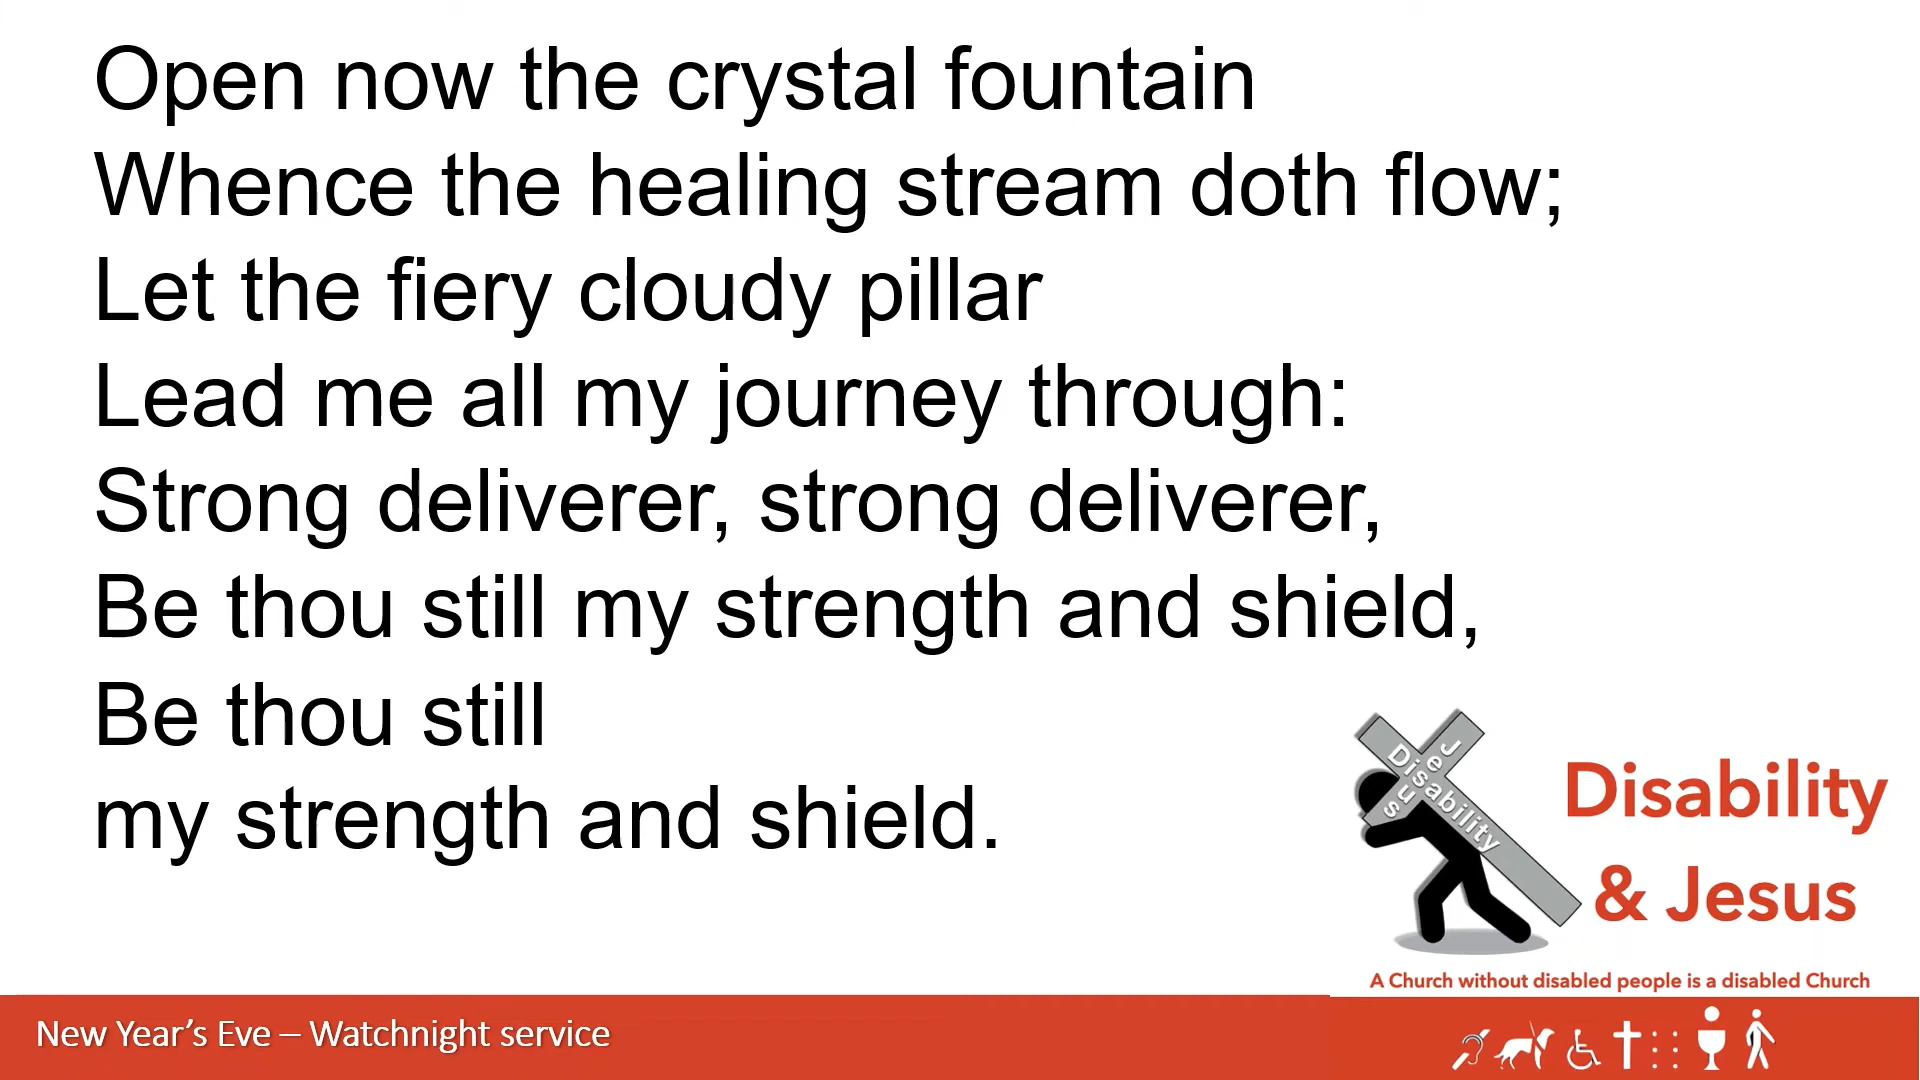 Open now the crystal fountain
Whence the healing stream doth flow;
Let the fiery cloudy pillar
Lead me all my journey through:
Strong deliverer, strong deliverer,
Be thou still my strength and shield,
Be thou still
my strength and shield.
Jesus
Disability
Disability
& Jesus
A Church without disabled people is a disabled Church
New Year’s Eve – Watchnight service